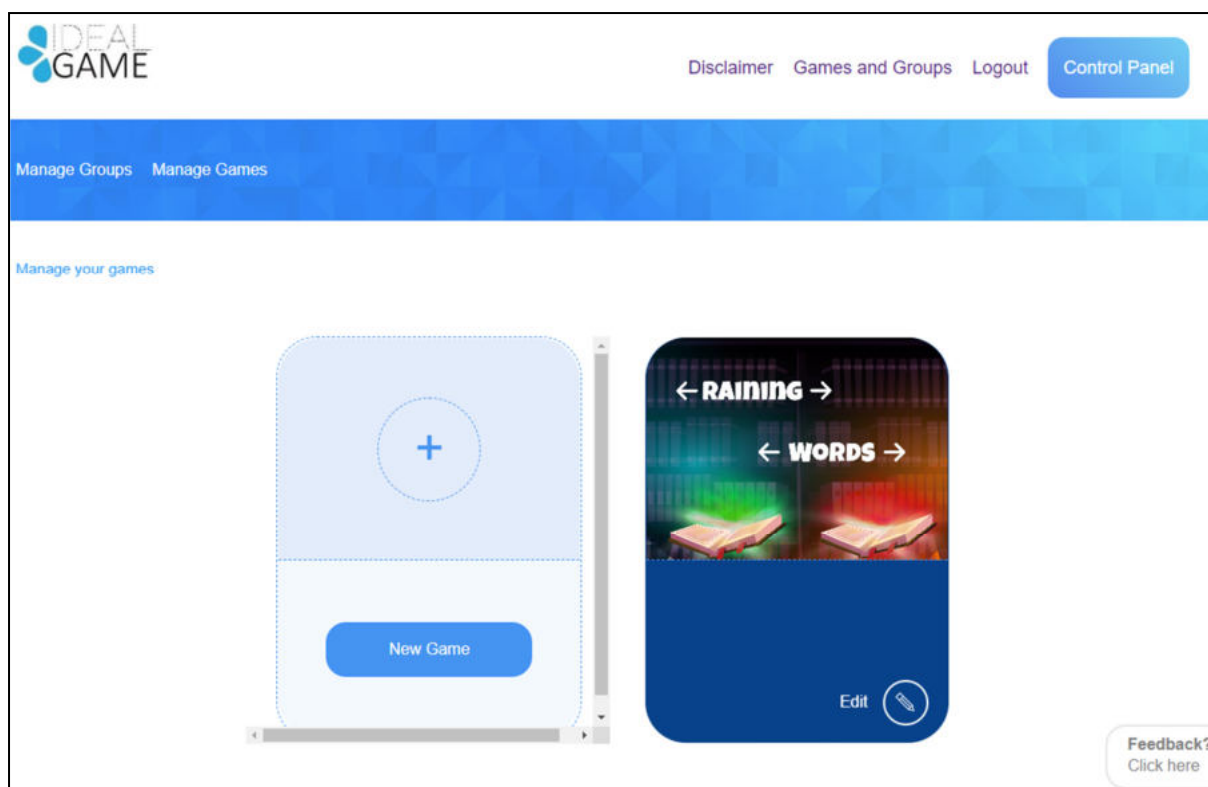 IDEAL
GAME
Disclaimer Games and Groups Logout Control Panel
Manage Groups Manage Games
Manage your games
← RAINING →
← WORDS →
+
New Game
Edit
Feedback?
Click here